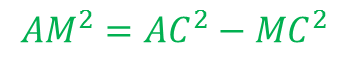 AM² = AC² − MC²